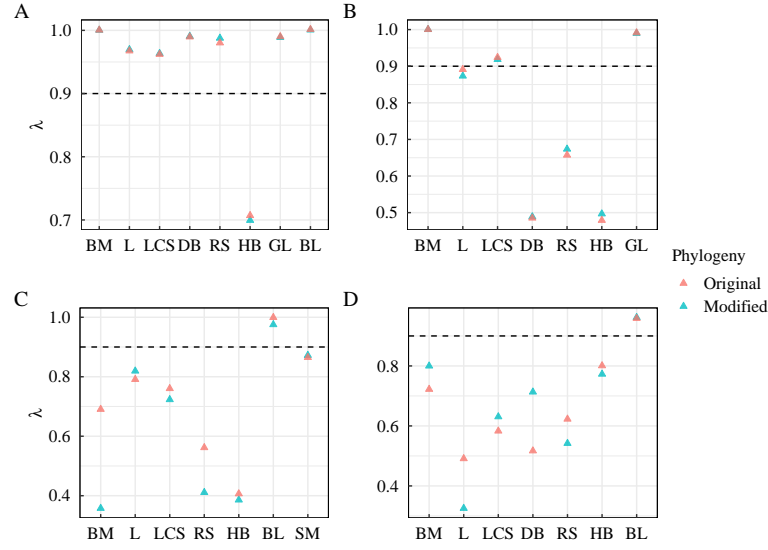 A
1.0
0.9
0.8
0.7
λ
BM L LCS DB RS HB GL BL
B
1.0
0.9
0.8
0.7
0.6
0.5
BM L LCS DB RS HB GL
Phylogeny
Original
Modified
C
1.0
0.8
0.6
0.4
λ
BM L LCS RS HB BL SM
D
0.8
0.6
0.4
BM L LCS DB RS HB BL